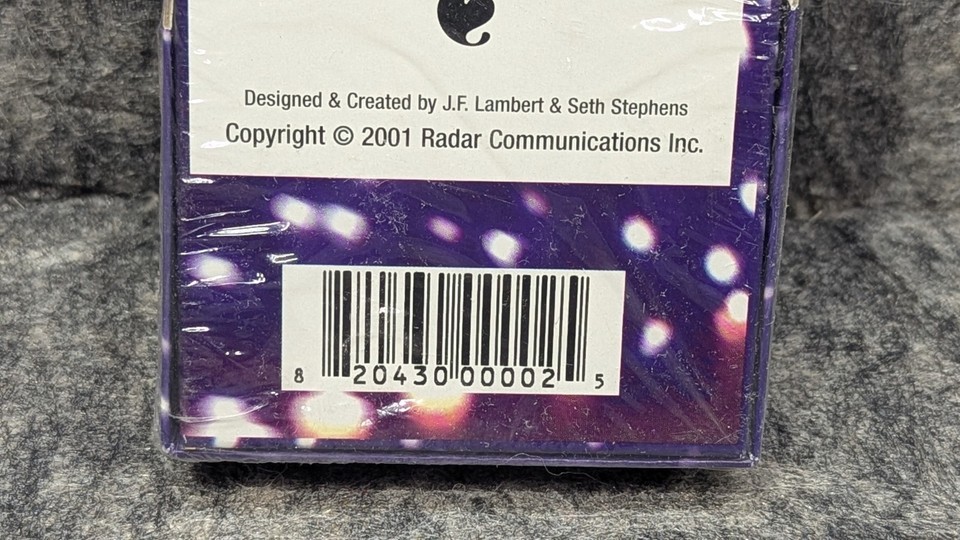 Designed & Created by J.F. Lambert & Seth Stephens
Copyright © 2001 Radar Communications Inc.
8 20430 00002 5